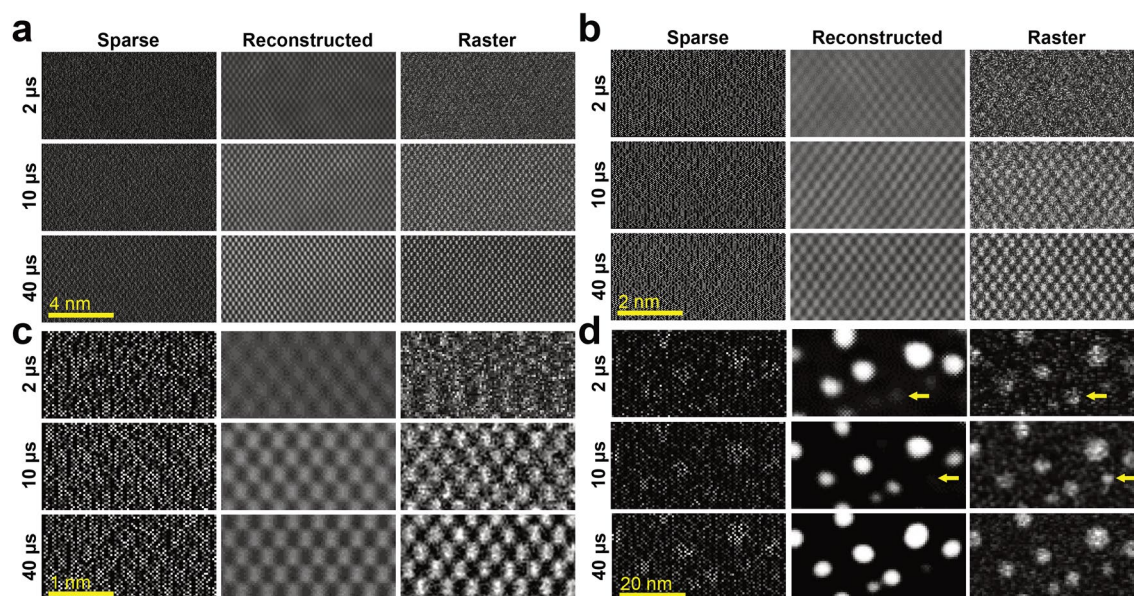 a
Sparse Reconstructed Raster
2 µs
10 µs
40 µs
4 nm
b
Sparse Reconstructed Raster
2 µs
10 µs
40 µs
2 nm
c
2 µs
10 µs
40 µs
1 nm
d
2 µs
10 µs
40 µs
20 nm